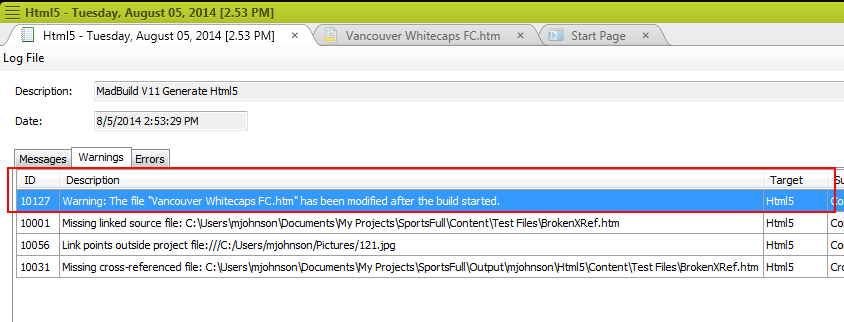 Html5 - Tuesday, August 05, 2014 [2.53 PM]
Html5 - Tuesday, August 05, 2014 [2.53 PM] × Vancouver Whitecaps FC.htm × Start Page ×
Log File
Description: MadBuild V11 Generate Html5
Date: 8/5/2014 2:53:29 PM
Messages Warnings Errors
ID Description Target Su
10127 Warning: The file "Vancouver Whitecaps FC.htm" has been modified after the build started. Html5 Co
10001 Missing linked source file: C:\Users\mjohnson\Documents\My Projects\SportsFull\Content\Test Files\BrokenXRef.htm Html5 Co
10056 Link points outside project file:///C:/Users/mjohnson/Pictures/121.jpg Html5 Co
10031 Missing cross-referenced file: C:\Users\mjohnson\Documents\My Projects\SportsFull\Output\mjohnson\Html5\Content\Test Files\BrokenXRef.htm Html5 Cro